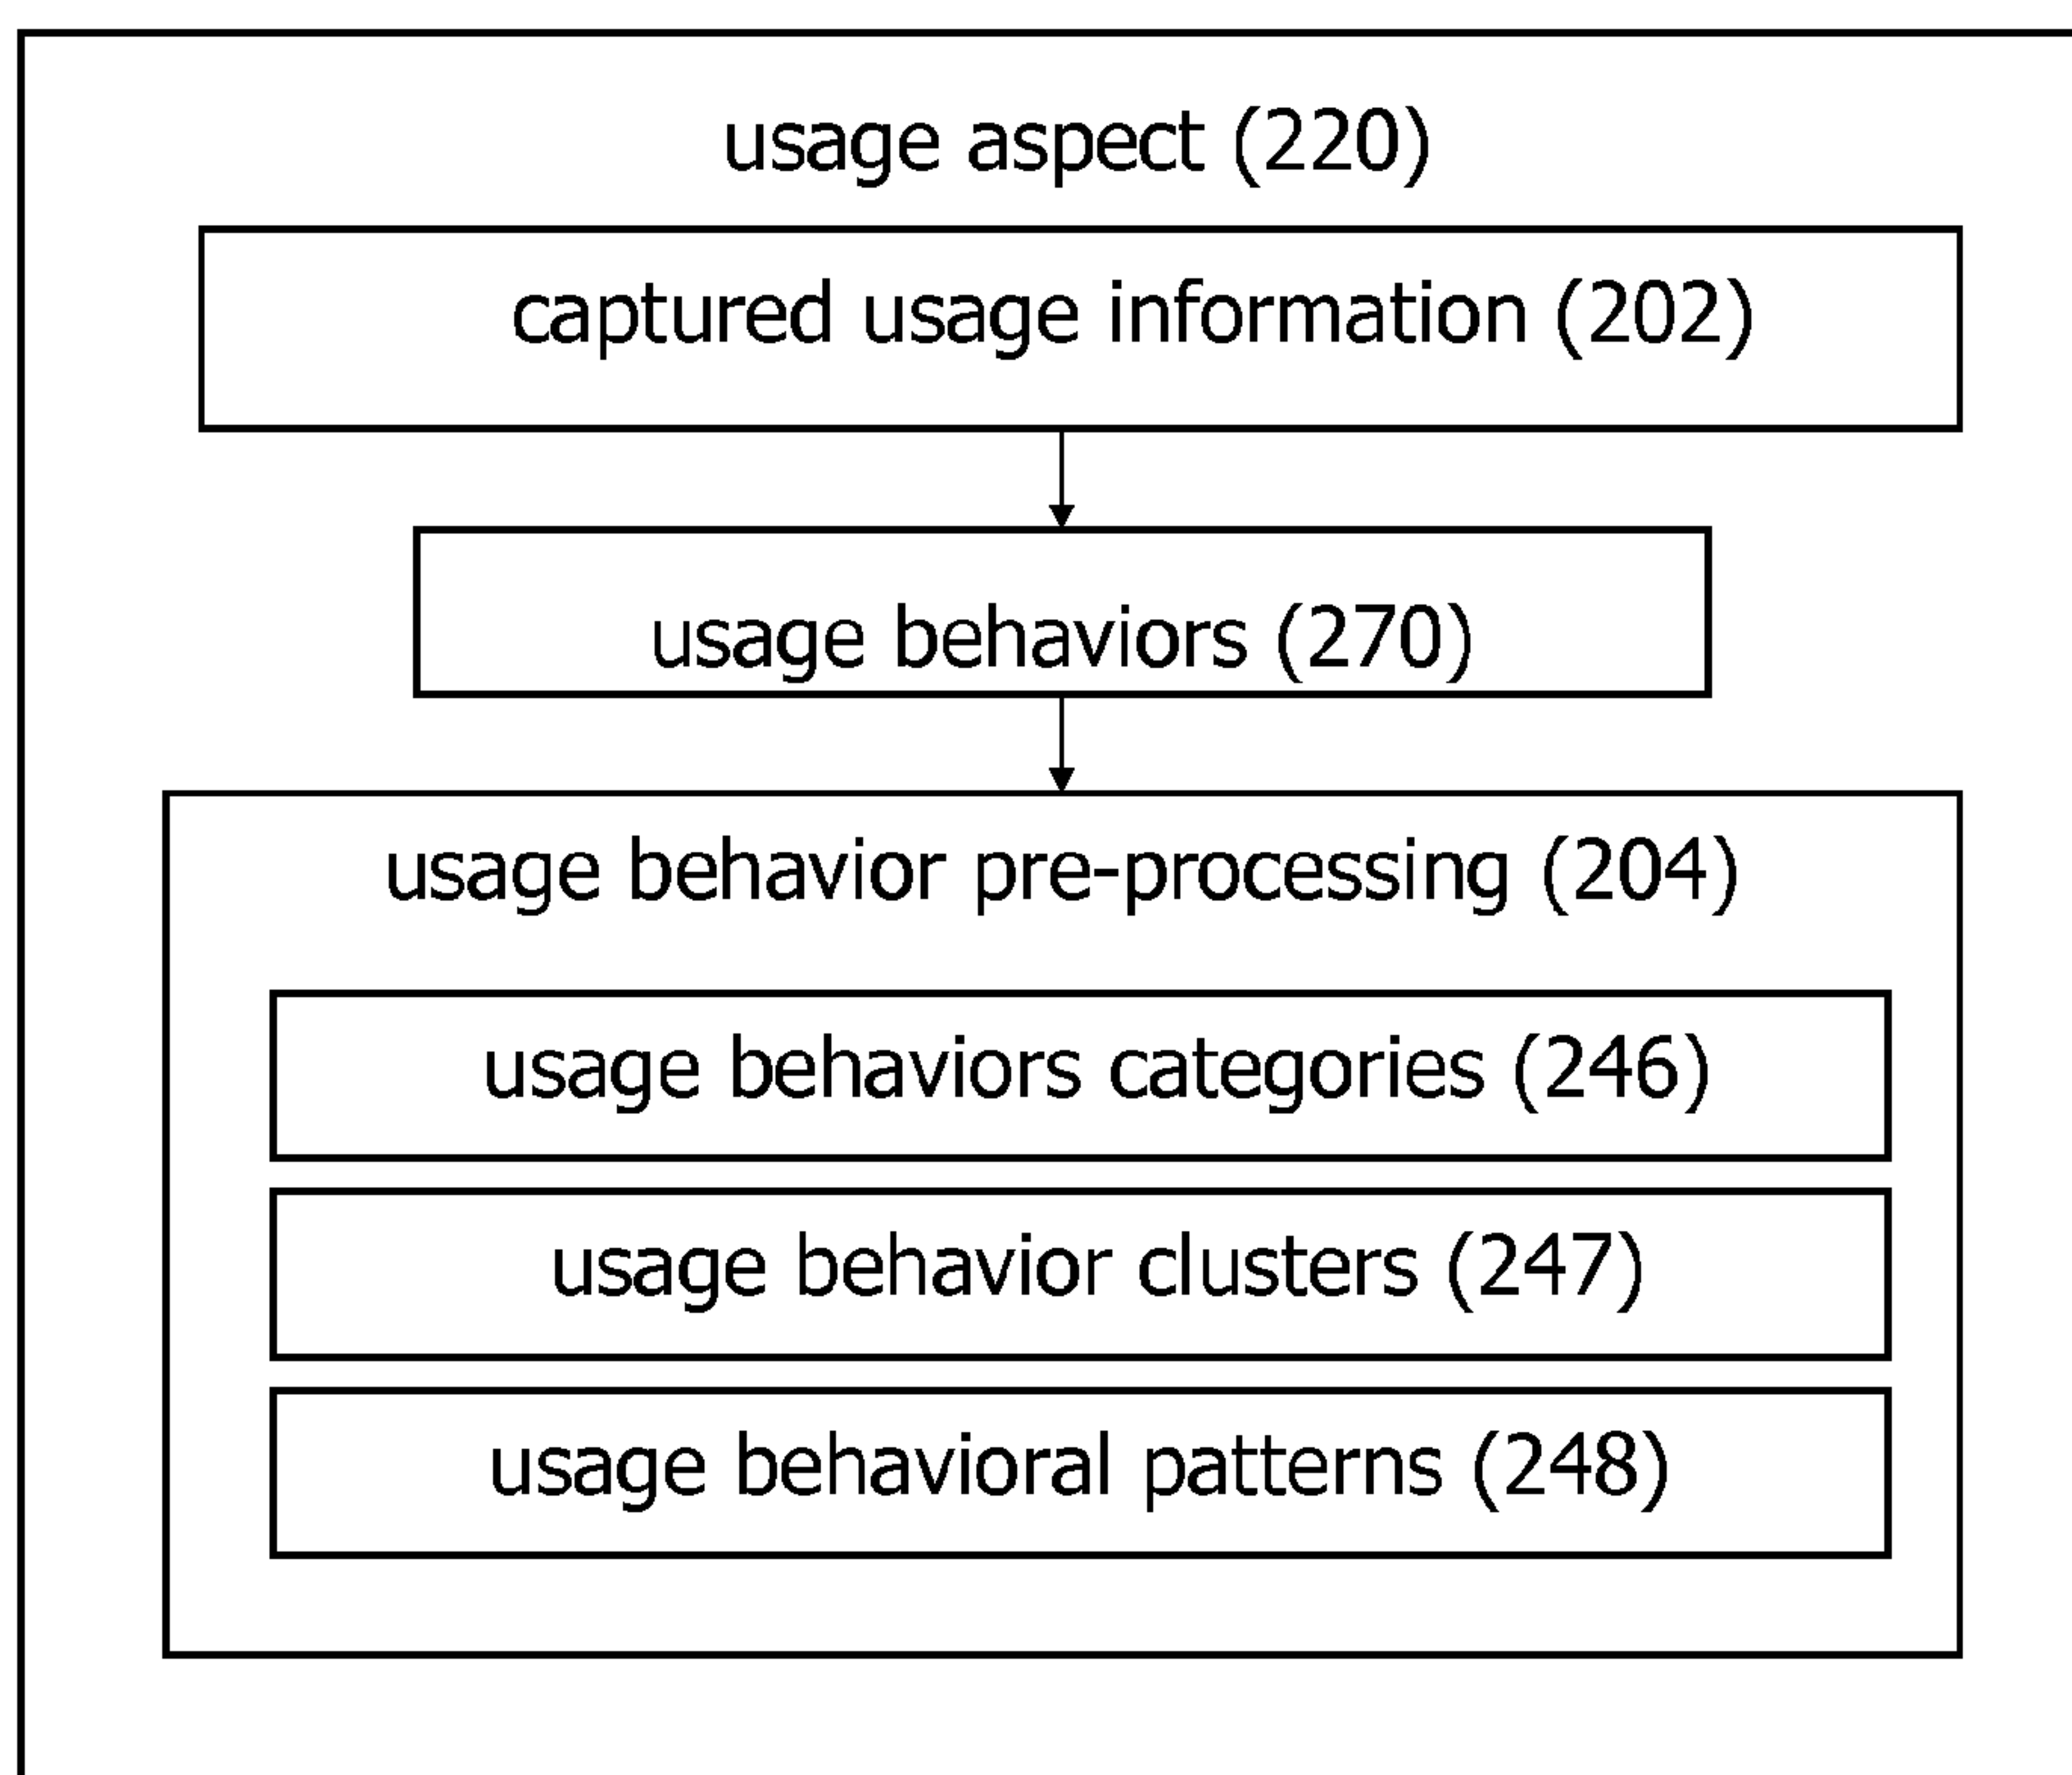 usage aspect (220)
captured usage information (202)
usage behaviors (270)
usage behavior pre-processing (204)
usage behaviors categories (246)
usage behavior clusters (247)
usage behavioral patterns (248)